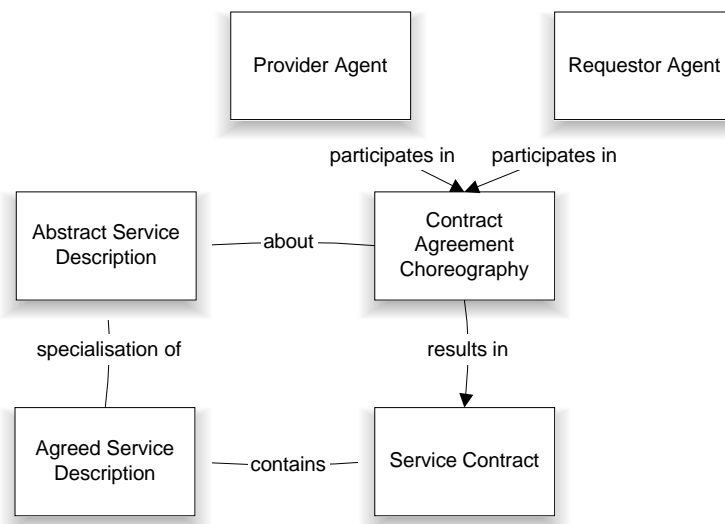 Provider Agent
Requestor Agent
participates in
participates in
Abstract Service
Description
about
Contract
Agreement
Choreography
specialisation of
results in
Agreed Service
Description
contains
Service Contract